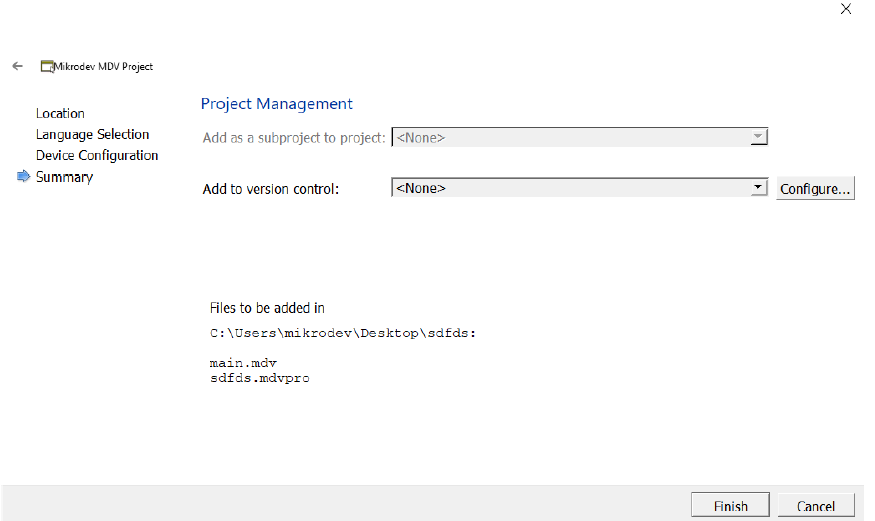 Mikrodev MDV Project
Location
Language Selection
Device Configuration
Summary
Project Management
Add as a subproject to project: <None>
Add to version control: <None> Configure...
Files to be added in
C:\Users\mikrodev\Desktop\sdfds:
main.mdv
sdfds.mdvpro
Finish Cancel